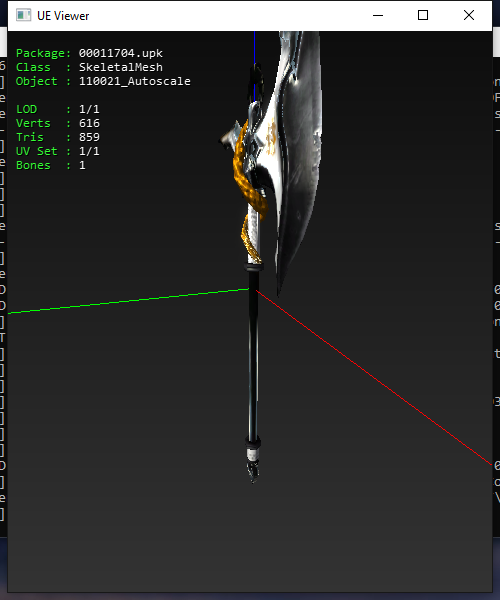 UE Viewer
Package: 00011704.upk
Class  : SkeletalMesh
Object : 110021_Autoscale
LOD    : 1/1
Verts  : 616
Tris   : 859
UV Set : 1/1
Bones  : 1